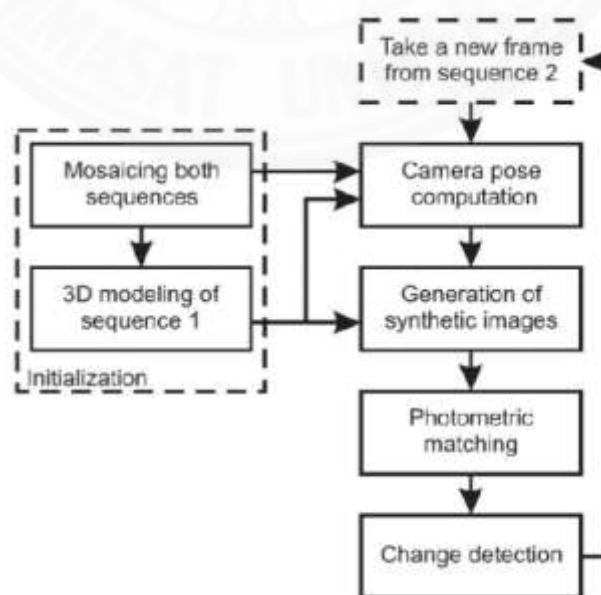 Take a new frame
from sequence 2
Mosaicing both
sequences
Camera pose
computation
3D modeling of
sequence 1
Generation of
synthetic images
Initialization
Photometric
matching
Change detection